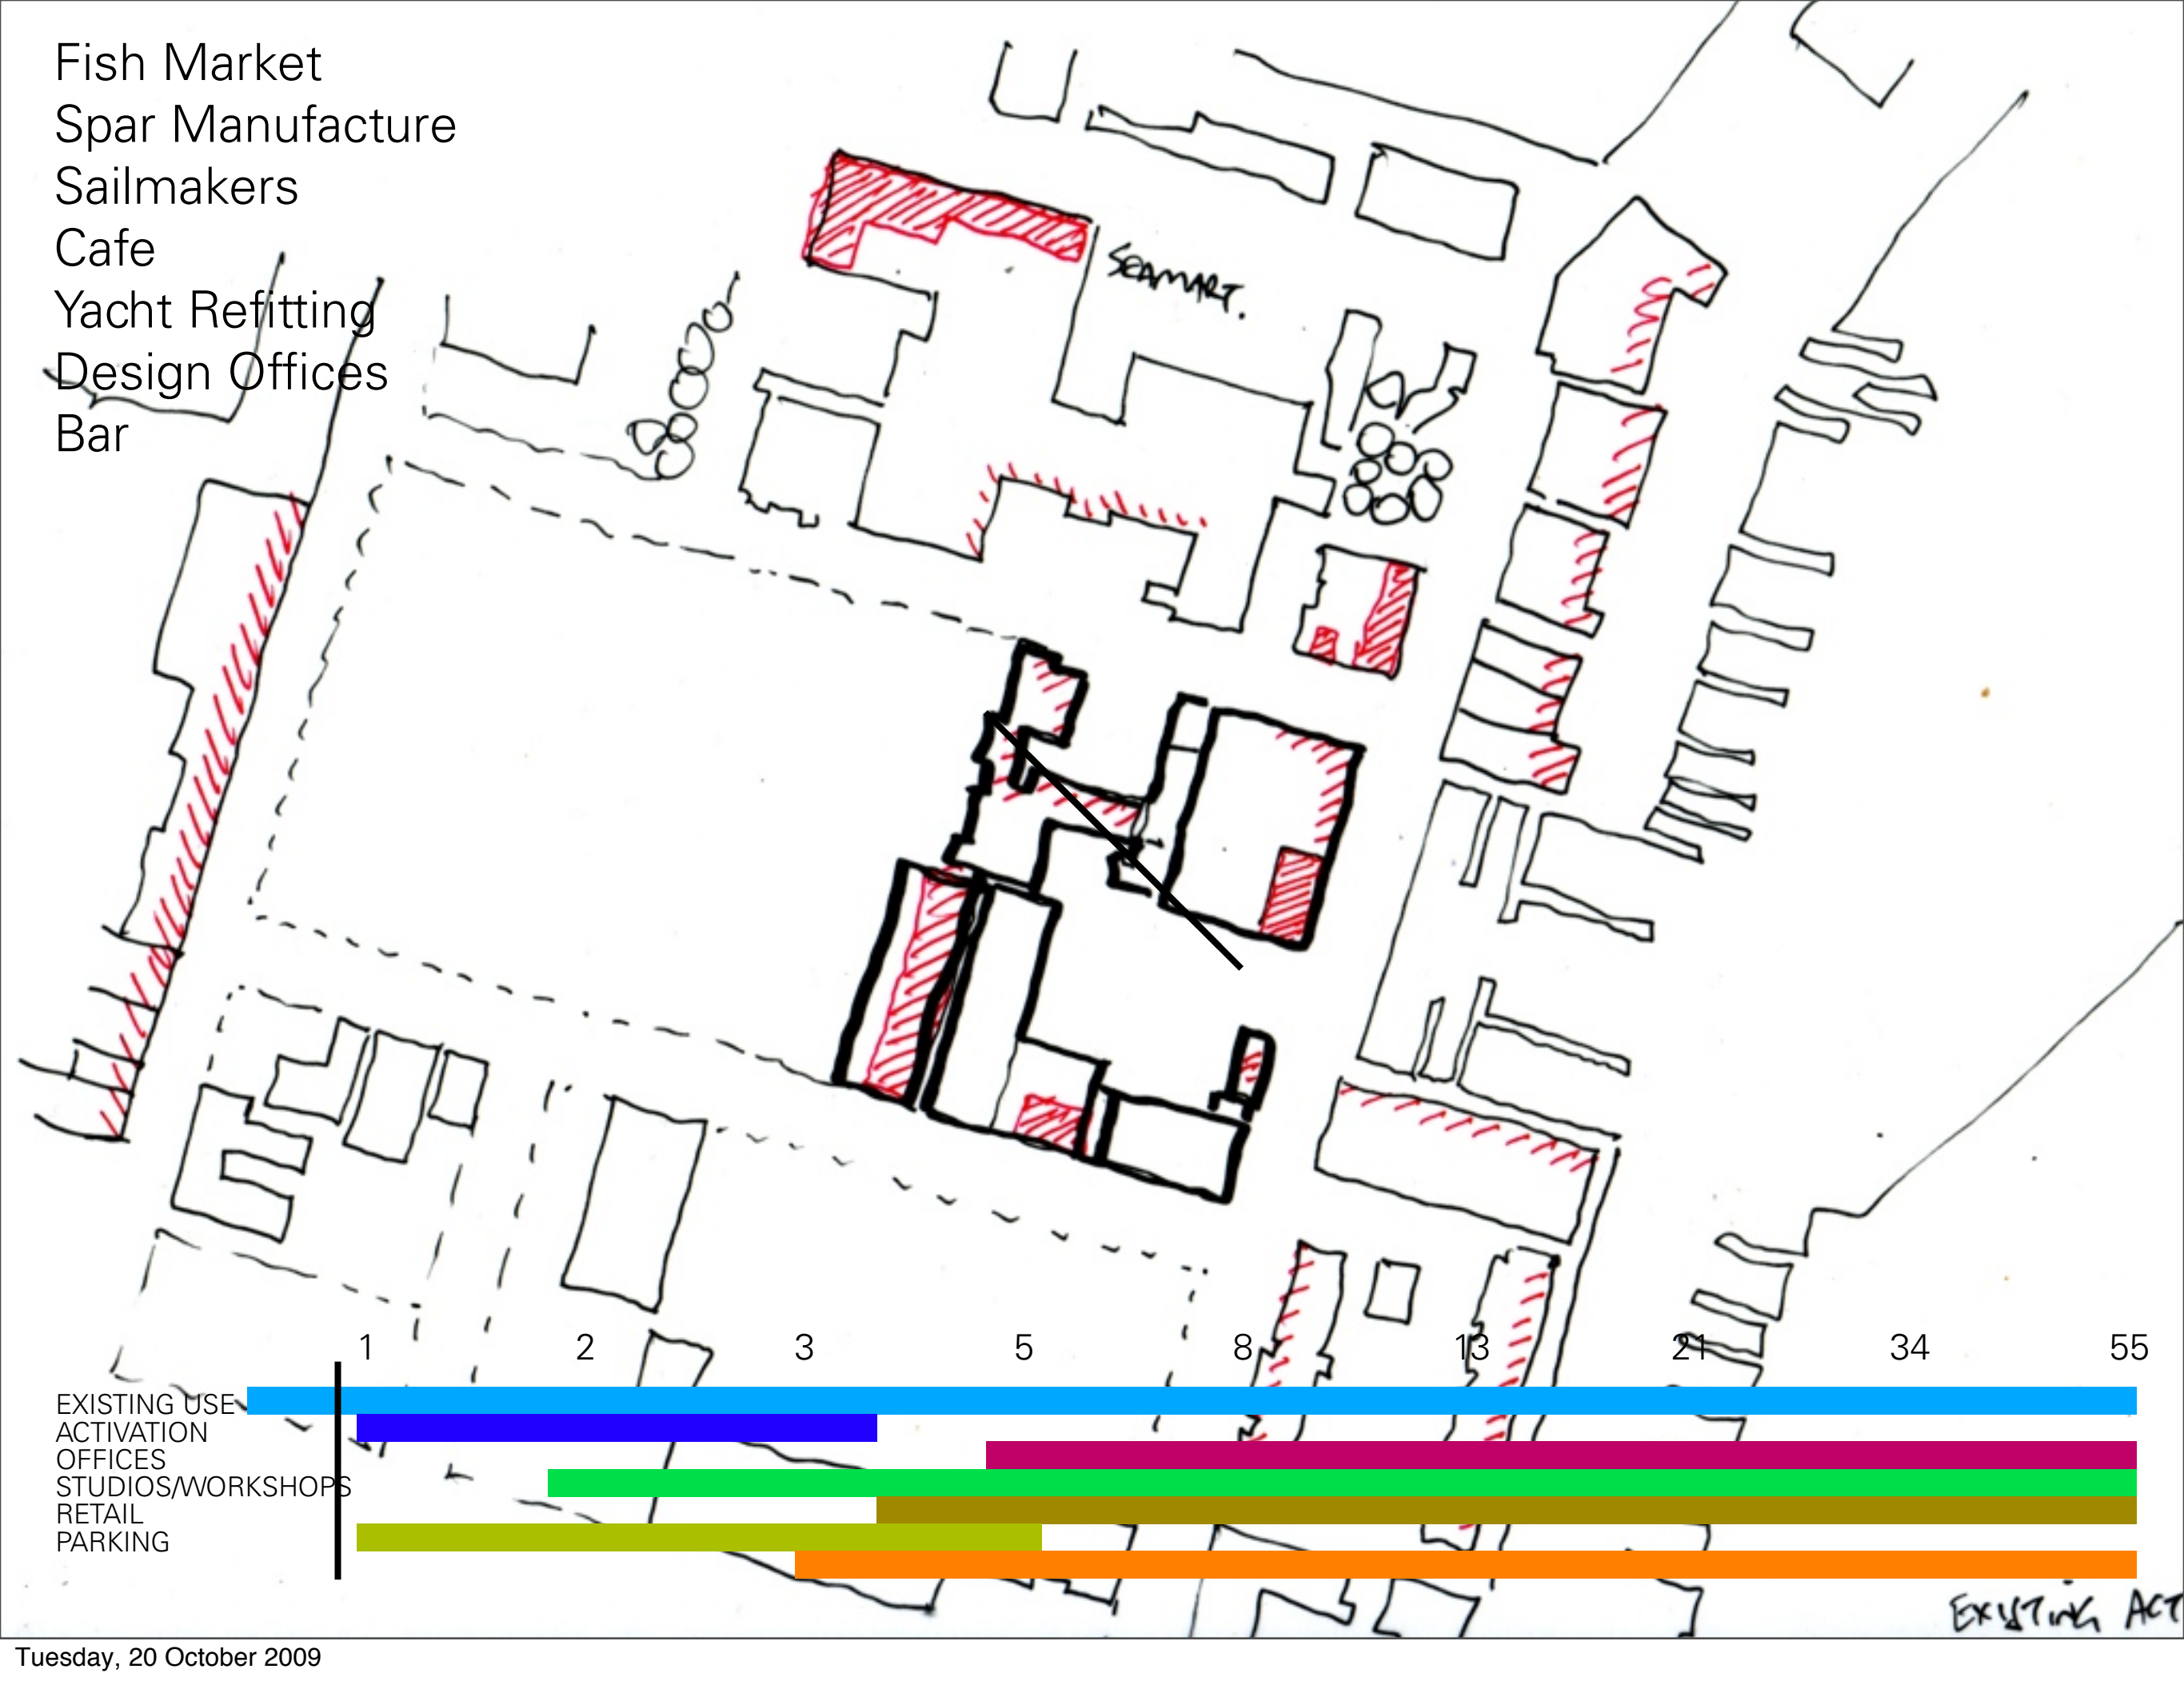 Fish Market
Spar Manufacture
Sailmakers
Cafe
Yacht Refitting
Design Offices
Bar
SEAMART.
1 2 3 5 8 13 21 34 55
EXISTING USE
ACTIVATION
OFFICES
STUDIOS/WORKSHOPS
RETAIL
PARKING
EXISTING ACT
Tuesday, 20 October 2009